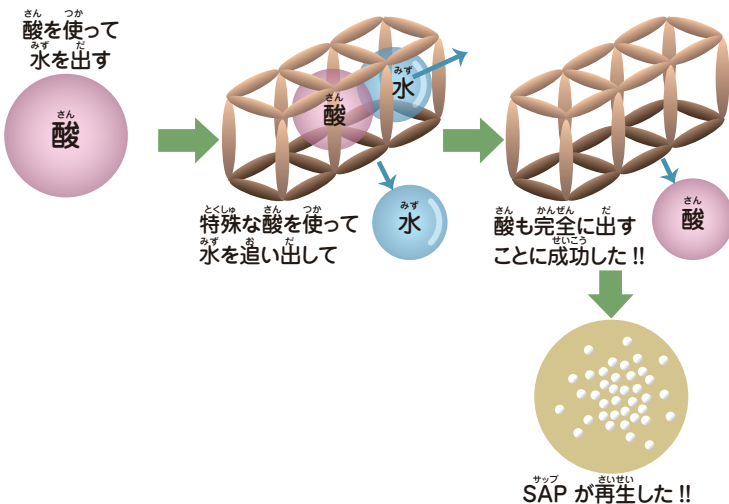 酸を使って
水を出す
酸
酸
水
水
特殊な酸を使って
水を追い出して
酸
酸も完全に出す
ことに成功した!!
SAPが再生した!!